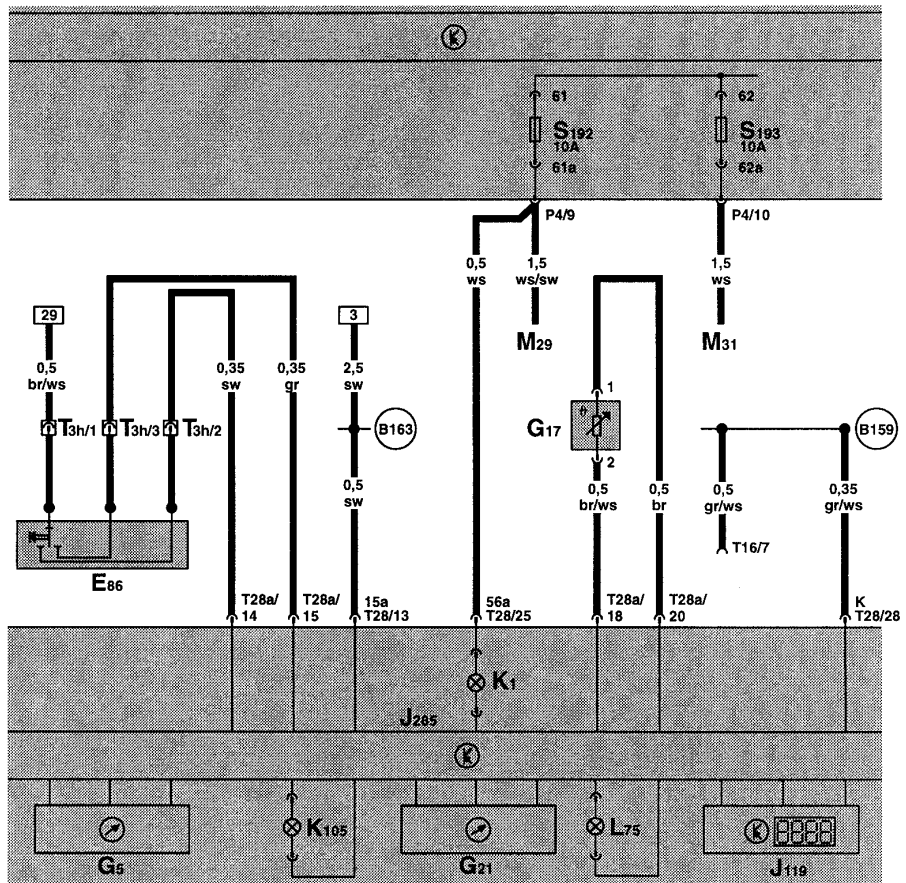 K
61 62
S192 S193
10A 10A
61a 62a
P4/9 P4/10
0,5 1,5 1,5
ws ws/sw ws
29 3
M29 M31
0,5 0,35 0,35 2,5
br/ws sw gr sw
1
T3h/1 T3h/3 T3h/2 B163 G17 B159
2
0,5 0,5 0,5 0,5 0,35
sw br/ws br gr/ws gr/ws
T16/7
E86
T28a/ T28a/ 15a 56a T28a/ T28a/ K
14 15 T28/13 T28/25 18 20 T28/28
K1
J285
K
K105 L75 K 8888
G5 G21 J119